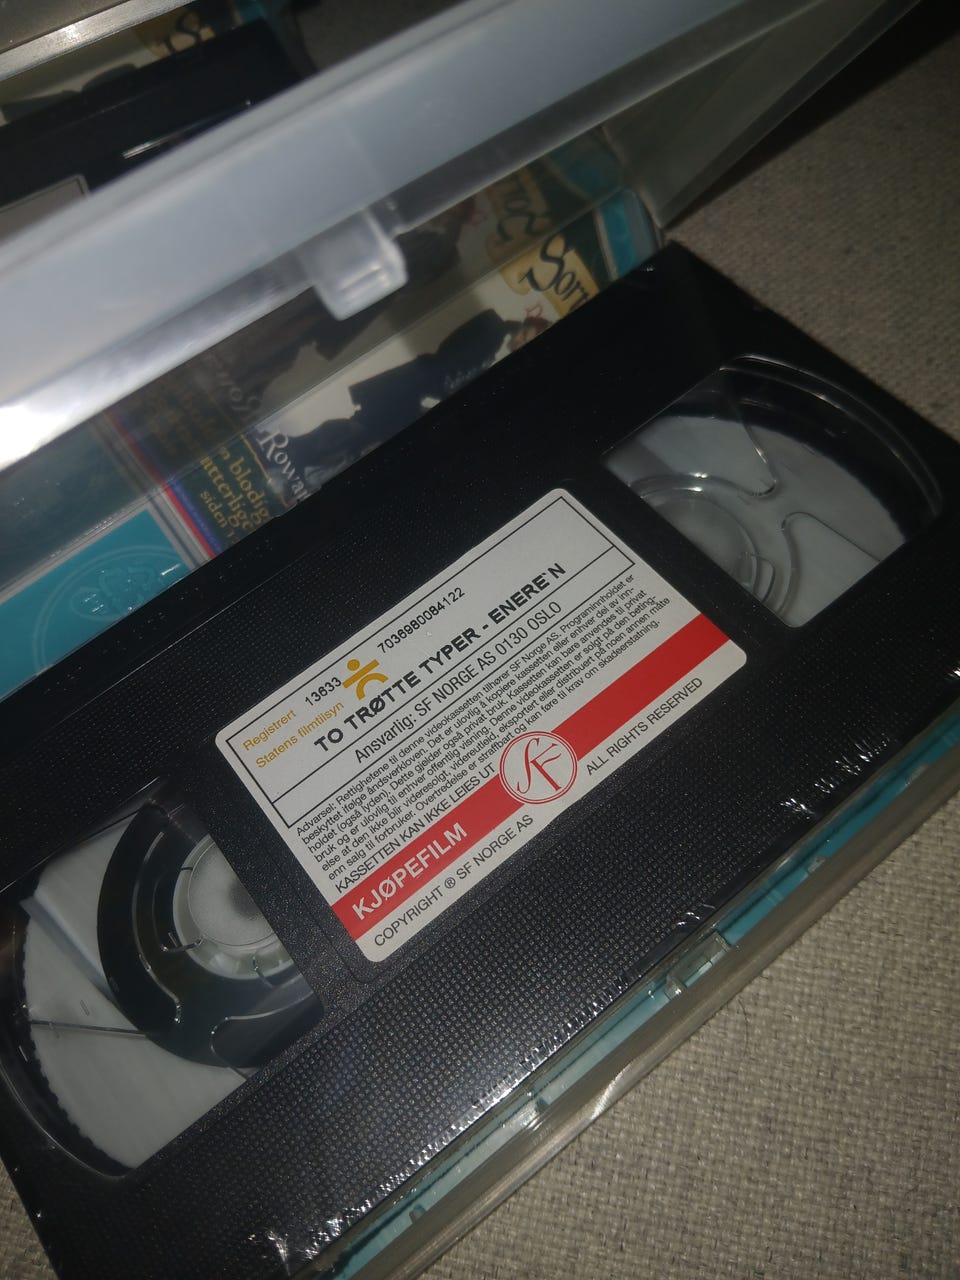 Sorr
Rowan
n blodig
atterlige
siden
Registrert 13633
Statens filmtilsyn
7036980084122
TO TRØTTE TYPER - ENERE`N
Ansvarlig: SF NORGE AS 0130 OSLO
Advarsel: Rettighetene til denne videokassetten tilhører SF Norge AS. Programinnholdet er
beskyttet ifølge åndsverkloven. Det er ulovlig å kopiere kassetten eller enhver del av inn-
holdet (også lyden). Dette gjelder også privat bruk. Kassetten kan bare anvendes til privat
bruk og er ulovlig til enhver offentlig visning. Denne videokassetten er solgt på den beting-
else at den ikke blir videresolgt, videreutleid, eksportert eller distribuert på noen annen måte
enn salg til forbruker. Overtredelse er straffbart og kan føre til krav om skadeerstatning.
KASSETTEN KAN IKKE LEIES UT
SF
KJØPEFILM
COPYRIGHT ® SF NORGE AS
ALL RIGHTS RESERVED